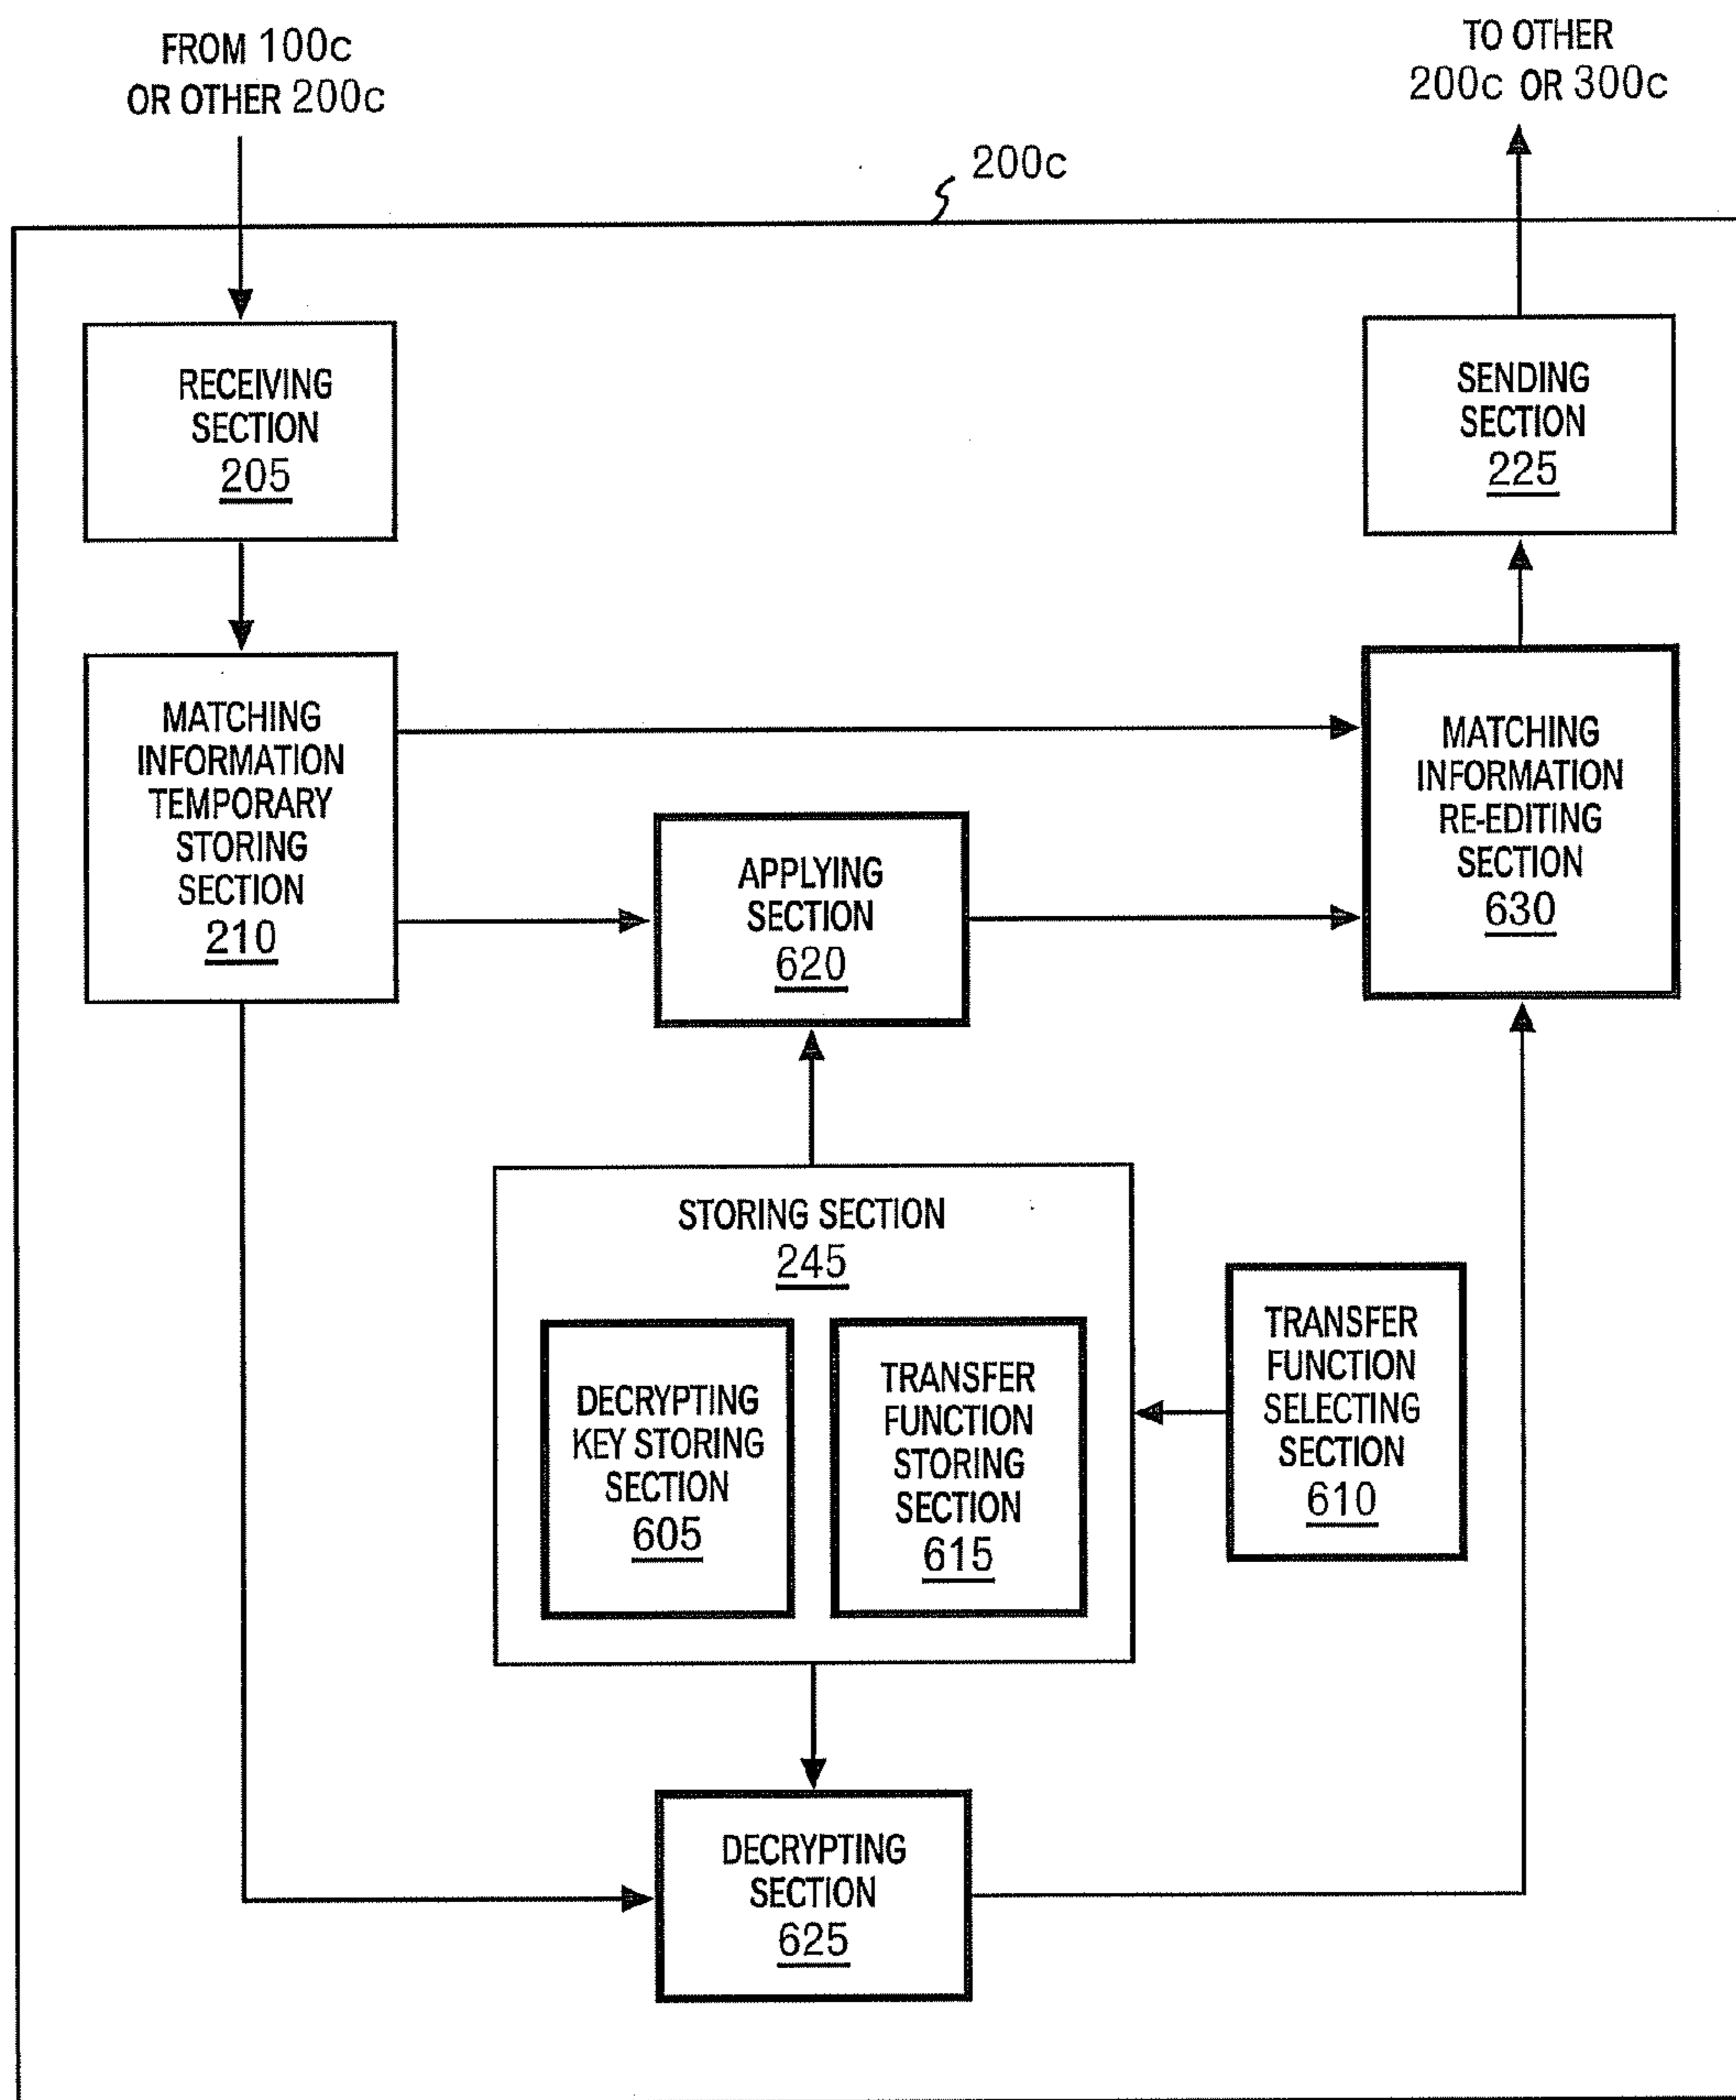 FROM 100c
OR OTHER 200c
TO OTHER
200c OR 300c
200c
RECEIVING
SECTION
205
SENDING
SECTION
225
MATCHING
INFORMATION
TEMPORARY
STORING
SECTION
210
APPLYING
SECTION
620
MATCHING
INFORMATION
RE-EDITING
SECTION
630
STORING SECTION
245
DECRYPTING
KEY STORING
SECTION
605
TRANSFER
FUNCTION
STORING
SECTION
615
TRANSFER
FUNCTION
SELECTING
SECTION
610
DECRYPTING
SECTION
625